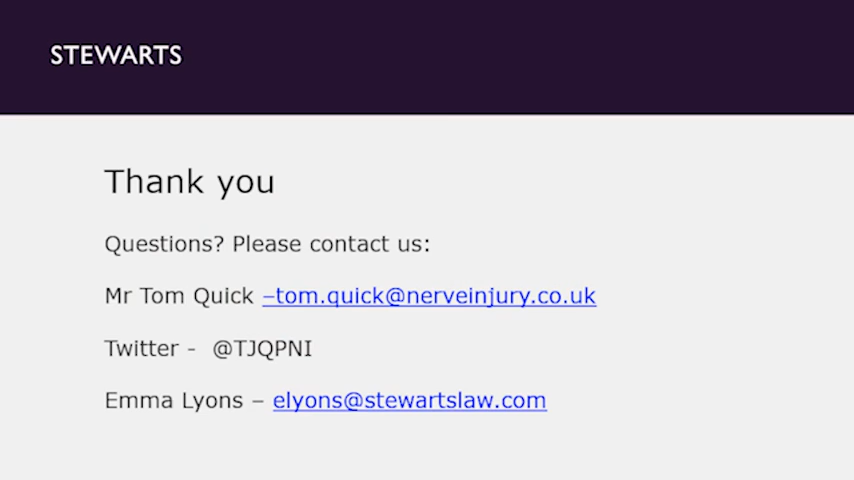 STEWARTS
Thank you
Questions? Please contact us:
Mr Tom Quick –tom.quick@nerveinjury.co.uk
Twitter - @TJQPNI
Emma Lyons – elyons@stewartslaw.com